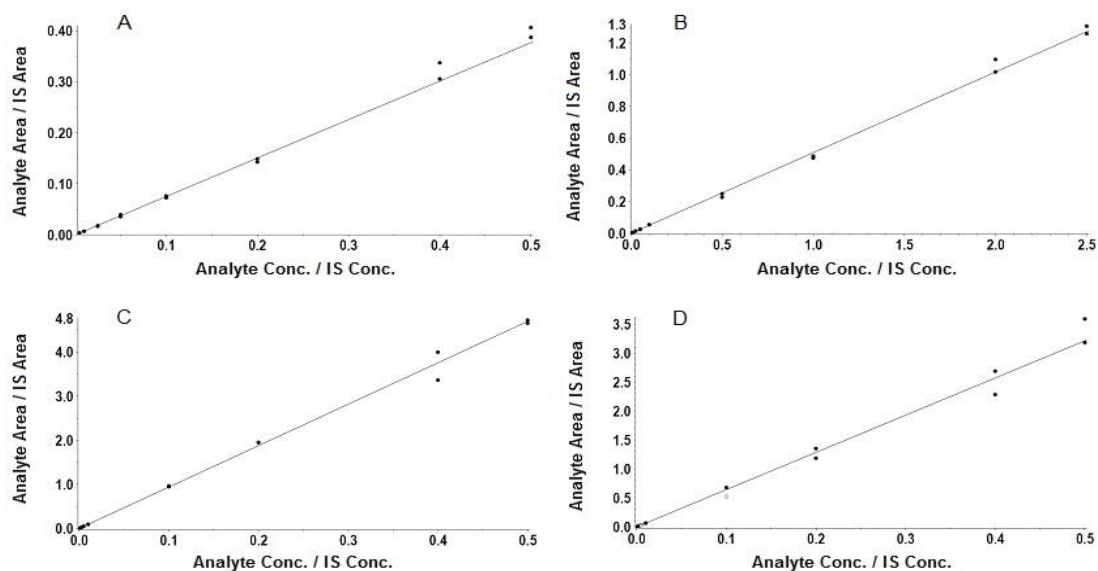 A
Analyte Area / IS Area
0.40
0.30
0.20
0.10
0.00
0.1 0.2 0.3 0.4 0.5
Analyte Conc. / IS Conc.
B
Analyte Area / IS Area
1.3
1.2
1.0
0.8
0.6
0.4
0.2
0.0
0.0 0.5 1.0 1.5 2.0 2.5
Analyte Conc. / IS Conc.
C
Analyte Area / IS Area
4.8
4.0
3.0
2.0
1.0
0.0
0.0 0.1 0.2 0.3 0.4 0.5
Analyte Conc. / IS Conc.
D
Analyte Area / IS Area
3.5
3.0
2.5
2.0
1.5
1.0
0.5
0.0
0.0 0.1 0.2 0.3 0.4 0.5
Analyte Conc. / IS Conc.